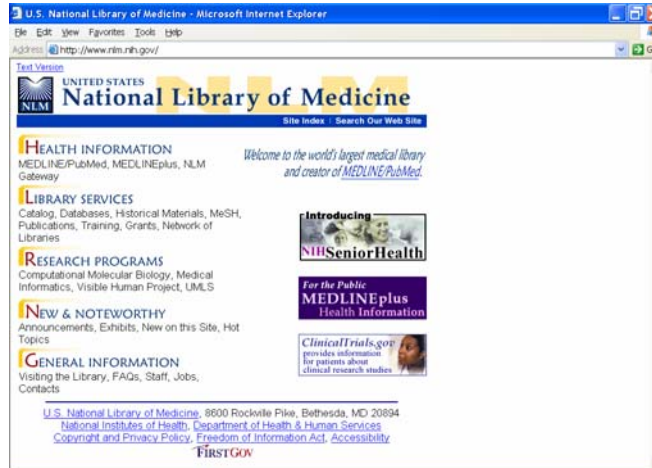 U.S. National Library of Medicine - Microsoft Internet Explorer
File Edit View Favorites Tools Help
Address http://www.nlm.nih.gov/
Text Version
NLM
UNITED STATES
National Library of Medicine
Site Index | Search Our Web Site
HEALTH INFORMATION
MEDLINE/PubMed, MEDLINEplus, NLM
Gateway
LIBRARY SERVICES
Catalog, Databases, Historical Materials, MeSH,
Publications, Training, Grants, Network of
Libraries
RESEARCH PROGRAMS
Computational Molecular Biology, Medical
Informatics, Visible Human Project, UMLS
NEW & NOTEWORTHY
Announcements, Exhibits, New on this Site, Hot
Topics
GENERAL INFORMATION
Visiting the Library, FAQs, Staff, Jobs,
Contacts
Welcome to the world's largest medical library
and creator of MEDLINE/PubMed.
Introducing
NIHSeniorHealth
For the Public
MEDLINEplus
Health Information
ClinicalTrials.gov
provides information
for patients about
clinical research studies
U.S. National Library of Medicine, 8600 Rockville Pike, Bethesda, MD 20894
National Institutes of Health, Department of Health & Human Services
Copyright and Privacy Policy, Freedom of Information Act, Accessibility
FIRSTGOV